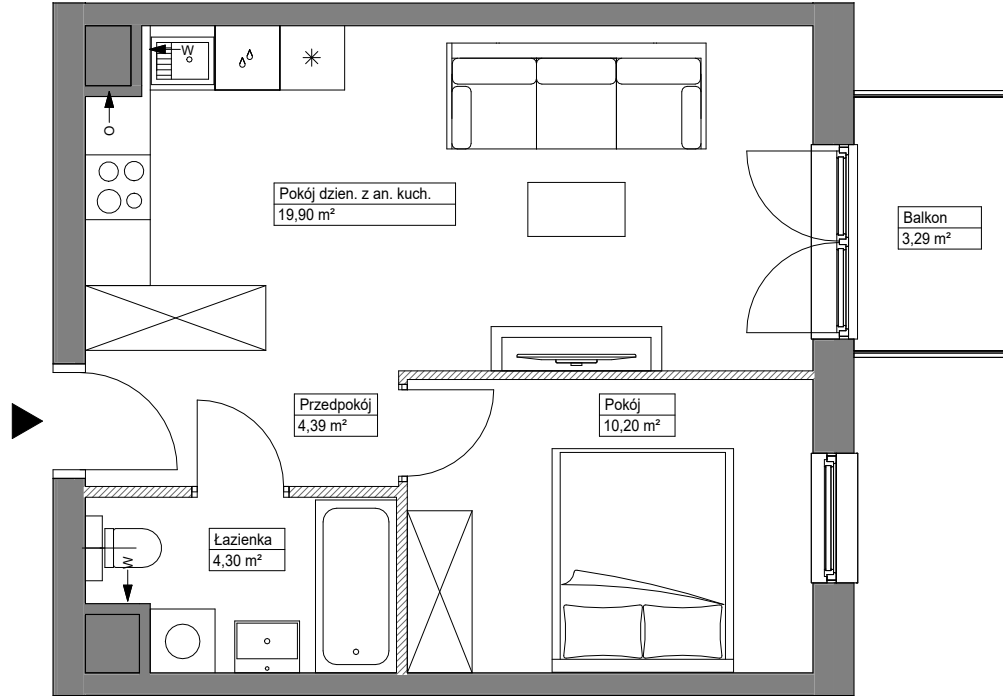 W
O
Pokój dzien. z an. kuch.
19,90 m²
Balkon
3,29 m²
Przedpokój
4,39 m²
Pokój
10,20 m²
Łazienka
4,30 m²
W